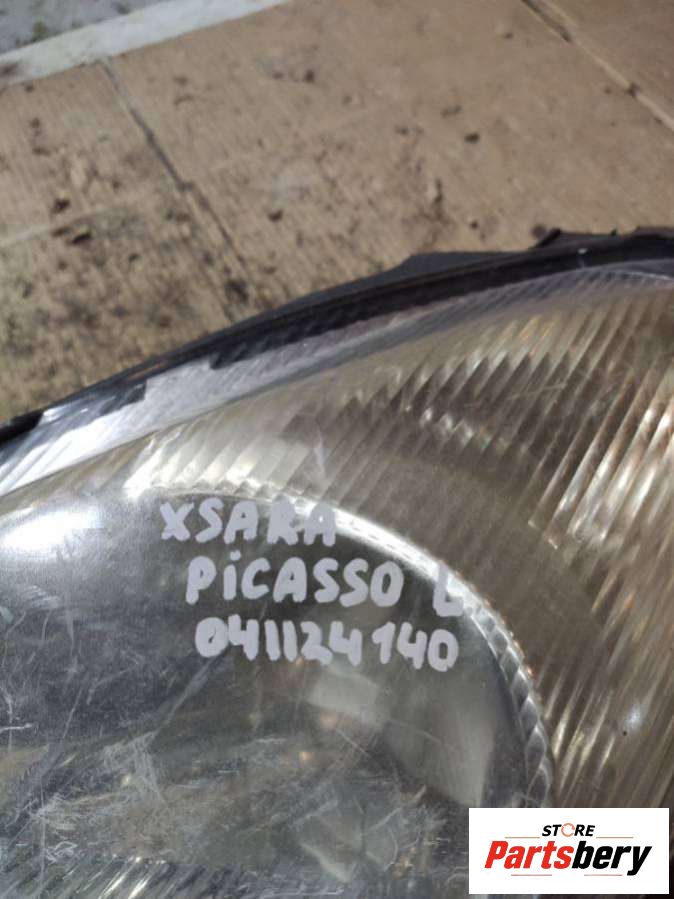 XSARA
PiCASSO L
041124140
STORE
Partsbery